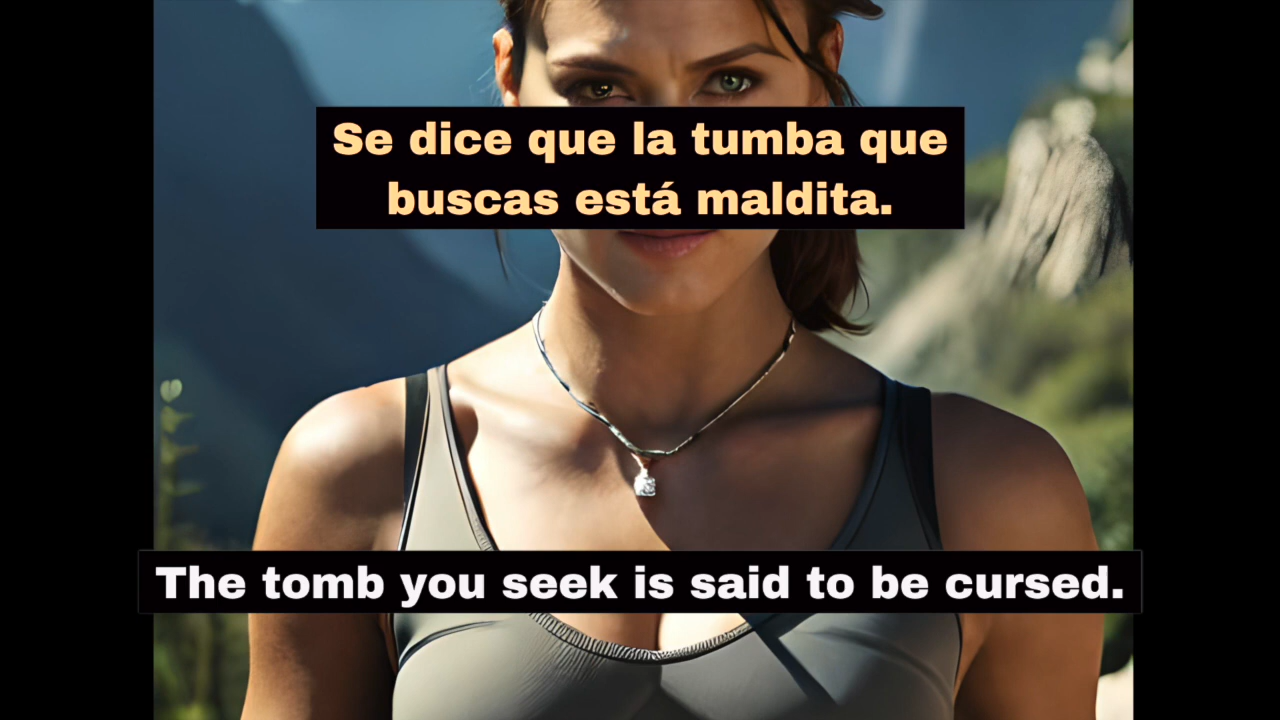 Se dice que la tumba que
buscas está maldita.
The tomb you seek is said to be cursed.